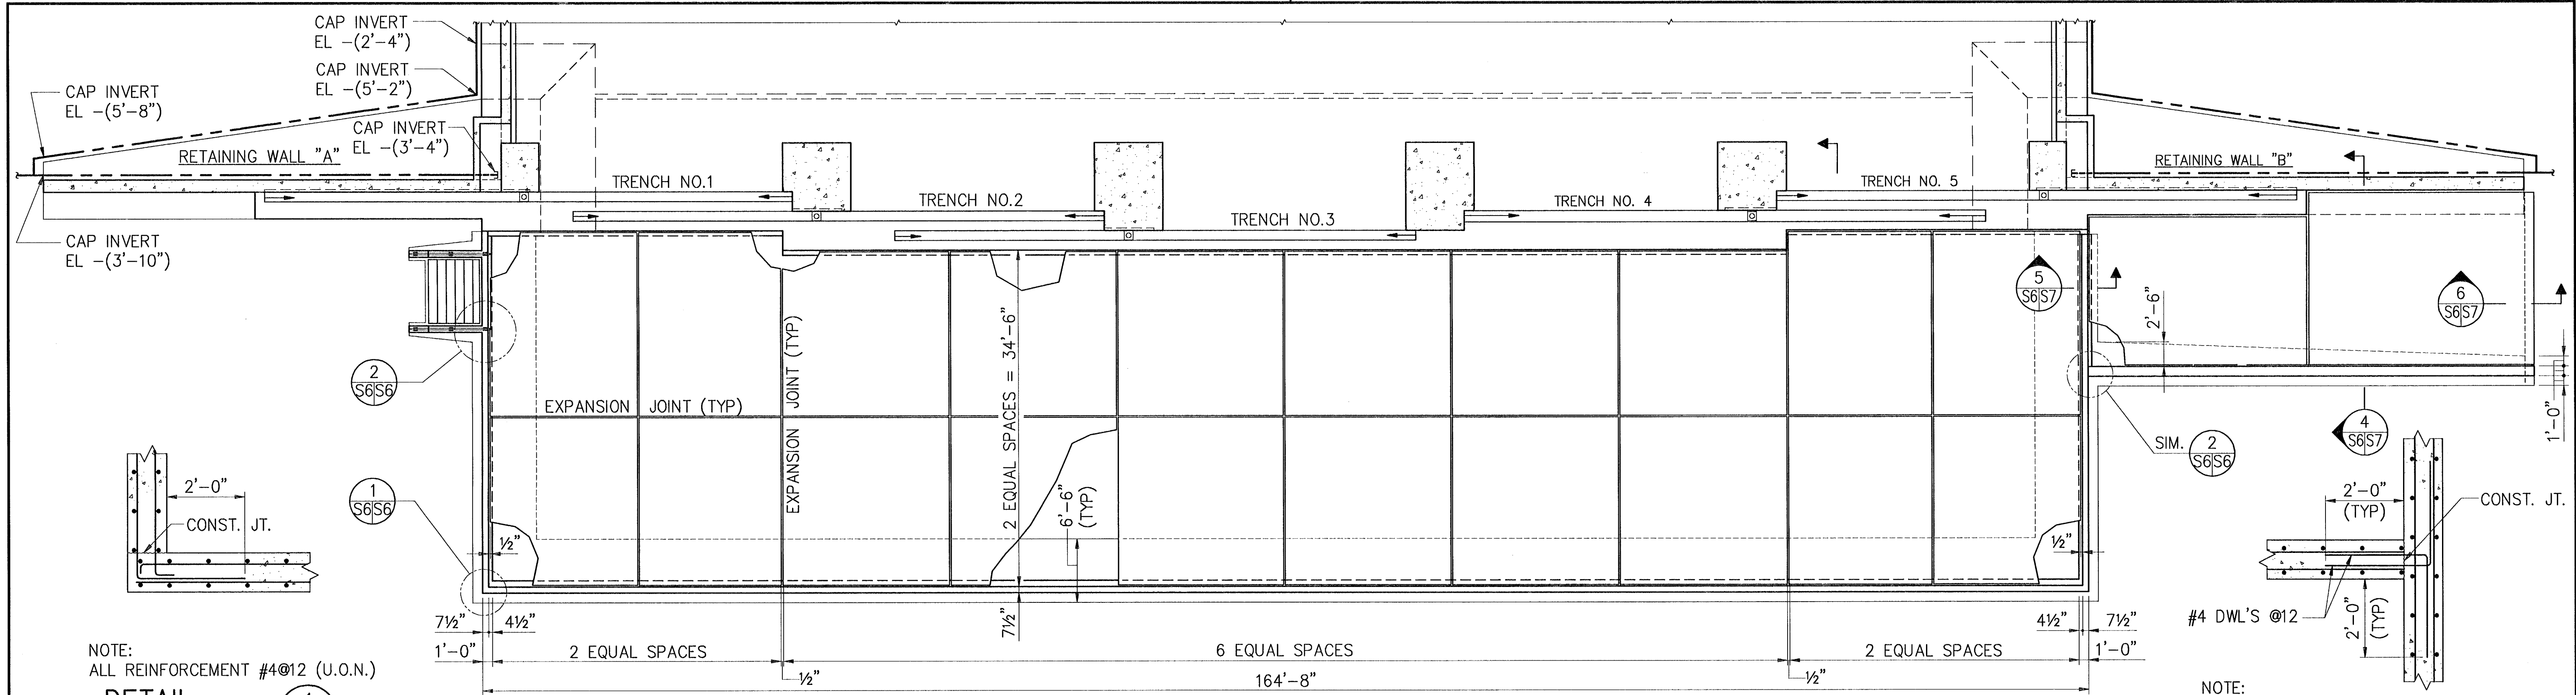 CAP INVERT
EL -(2'-4")
CAP INVERT
EL -(5'-2")
CAP INVERT
EL -(5'-8")
CAP INVERT
EL -(3'-4")
RETAINING WALL "A"
CAP INVERT
EL -(3'-10")
TRENCH NO.1
TRENCH NO.2
TRENCH NO.3
TRENCH NO. 4
TRENCH NO. 5
RETAINING WALL "B"
5
S6|S7
2'-6"
6
S6|S7
2
S6|S6
EXPANSION JOINT (TYP)
EXPANSION JOINT (TYP)
2 EQUAL SPACES = 34'-6"
6'-6"
(TYP)
1'-0"
4
S6|S7
SIM.
2
S6|S6
2'-0"
CONST. JT.
1
S6|S6
½"
½"
2'-0"
(TYP)
CONST. JT.
#4 DWL'S @12
2'-0"
(TYP)
7½"
4½"
7½"
4½"
7½"
1'-0"
2 EQUAL SPACES
6 EQUAL SPACES
2 EQUAL SPACES
1'-0"
½"
½"
164'-8"
NOTE:
ALL REINFORCEMENT #4@12 (U.O.N.)
DETAIL
1
NOTE: